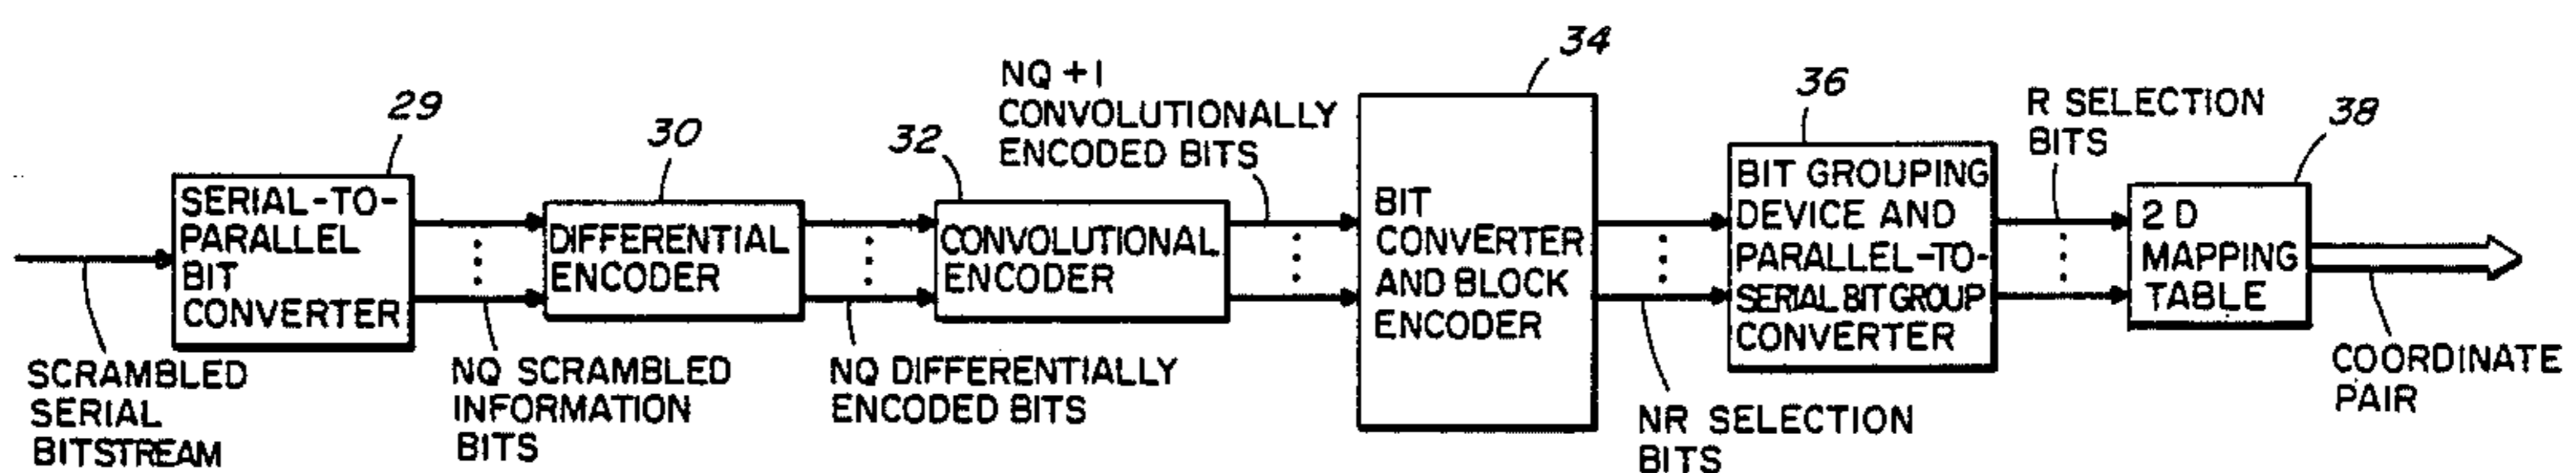 SCRAMBLED
SERIAL
BITSTREAM
29
SERIAL-TO-
PARALLEL
BIT
CONVERTER
NQ SCRAMBLED
INFORMATION
BITS
30
DIFFERENTIAL
ENCODER
NQ DIFFERENTIALLY
ENCODED BITS
32
CONVOLUTIONAL
ENCODER
NQ +1
CONVOLUTIONALLY
ENCODED BITS
34
BIT
CONVERTER
AND BLOCK
ENCODER
NR SELECTION
BITS
36
BIT GROUPING
DEVICE AND
PARALLEL-TO-
SERIAL BIT GROUP
CONVERTER
R SELECTION
BITS
38
2D
MAPPING
TABLE
COORDINATE
PAIR